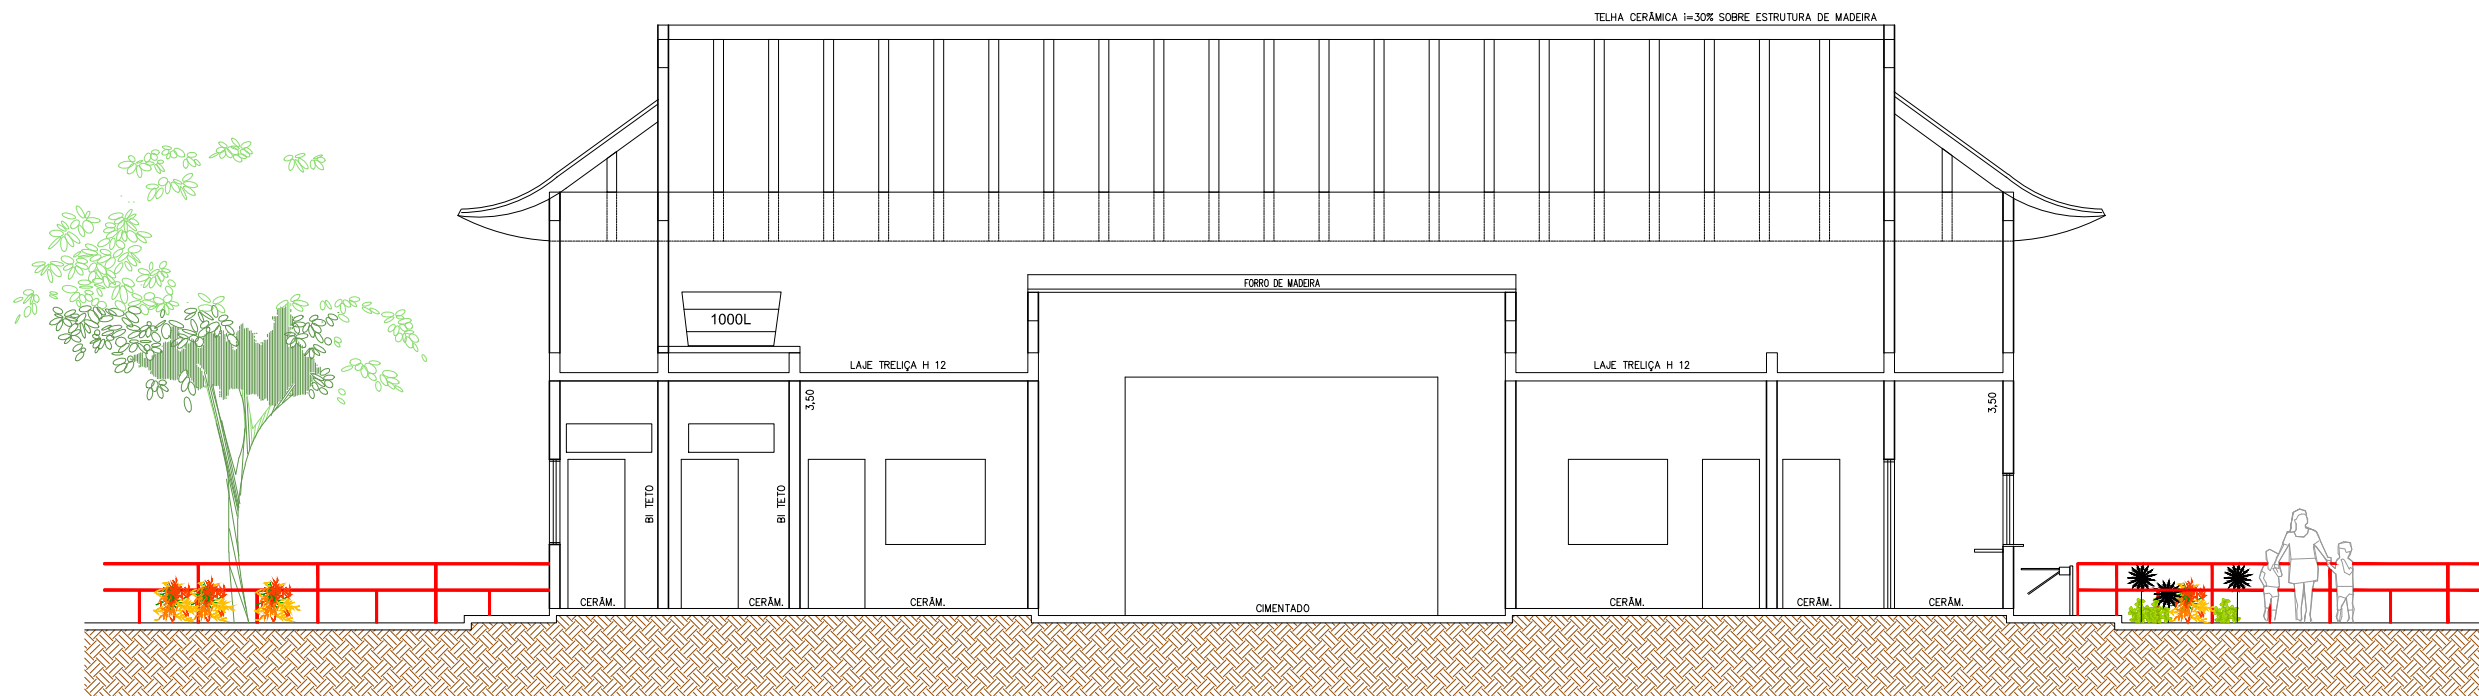 TELHA CERÂMICA i=30% SOBRE ESTRUTURA DE MADEIRA
FORRO DE MADEIRA
1000L
LAJE TRELIÇA H 12
LAJE TRELIÇA H 12
3,50
3,50
BI TETO
BI TETO
CERÂM.
CERÂM.
CERÂM.
CIMENTADO
CERÂM.
CERÂM.
CERÂM.